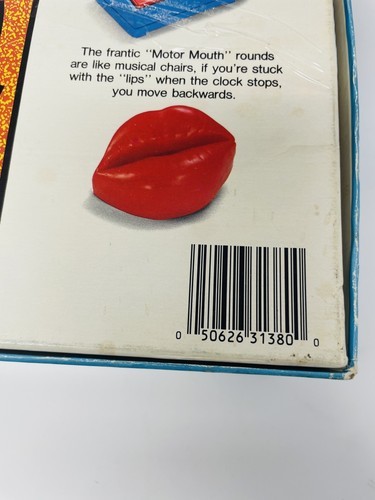 The frantic "Motor Mouth" rounds
are like musical chairs, if you're stuck
with the "lips" when the clock stops,
you move backwards.
0 50626 31380 0